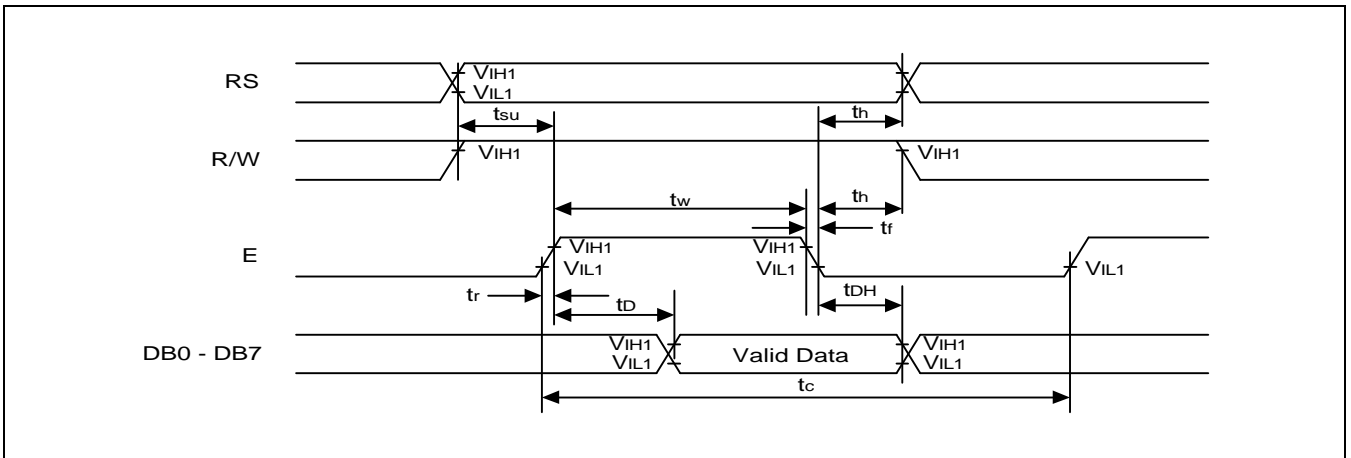 RS
VIH1
VIL1
tsu
th
R/W
VIH1
VIH1
tw
th
tf
E
VIH1
VIH1
VIL1
VIL1
VIL1
tr
tD
tDH
DB0 - DB7
VIH1
VIL1
Valid Data
VIH1
VIL1
tc